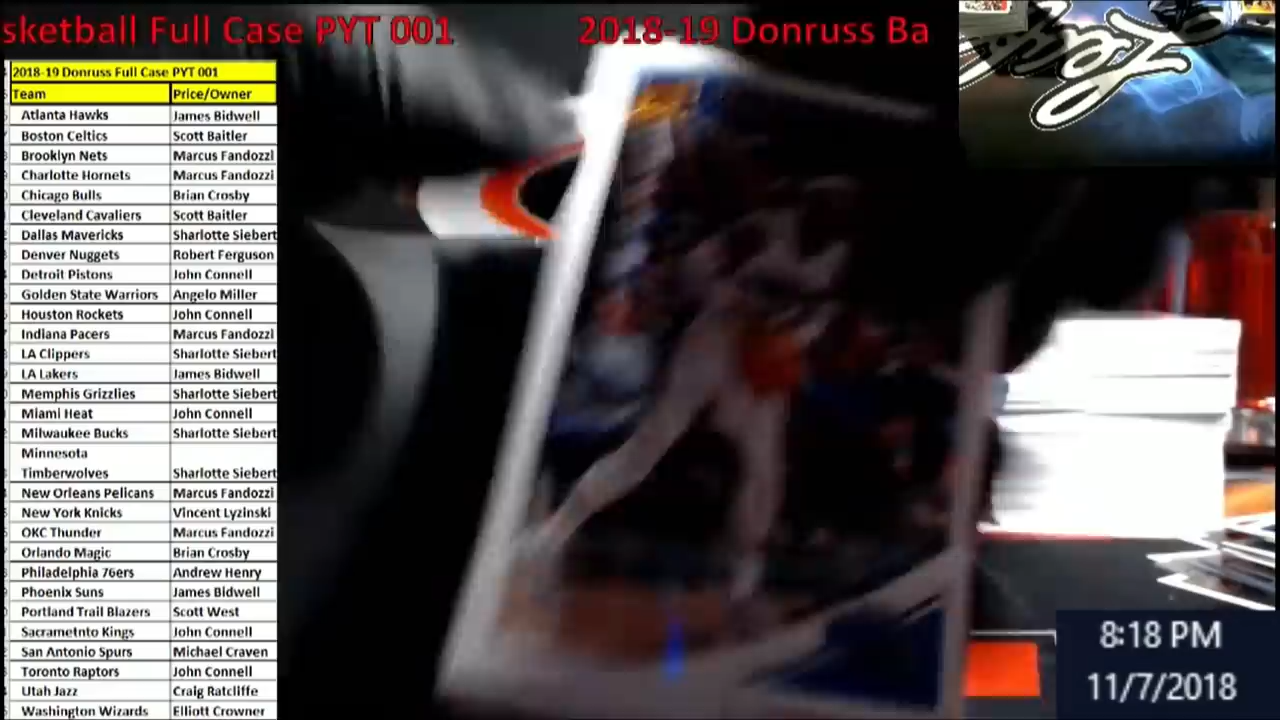 sketball Full Case PYT 001 2018-19 Donruss Ba
2018-19 Donruss Full Case PYT 001
Team Price/Owner
Atlanta Hawks James Bidwell
Boston Celtics Scott Baitler
Brooklyn Nets Marcus Fandozzi
Charlotte Hornets Marcus Fandozzi
Chicago Bulls Brian Crosby
Cleveland Cavaliers Scott Baitler
Dallas Mavericks Sharlotte Siebert
Denver Nuggets Robert Ferguson
Detroit Pistons John Connell
Golden State Warriors Angelo Miller
Houston Rockets John Connell
Indiana Pacers Marcus Fandozzi
LA Clippers Sharlotte Siebert
LA Lakers James Bidwell
Memphis Grizzlies Sharlotte Siebert
Miami Heat John Connell
Milwaukee Bucks Sharlotte Siebert
Minnesota
Timberwolves Sharlotte Siebert
New Orleans Pelicans Marcus Fandozzi
New York Knicks Vincent Lyzinski
OKC Thunder Marcus Fandozzi
Orlando Magic Brian Crosby
Philadelphia 76ers Andrew Henry
Phoenix Suns James Bidwell
Portland Trail Blazers Scott West
Sacrametnto Kings John Connell
San Antonio Spurs Michael Craven
Toronto Raptors John Connell
Utah Jazz Craig Ratcliffe
Washington Wizards Elliott Crowner
8:18 PM
11/7/2018